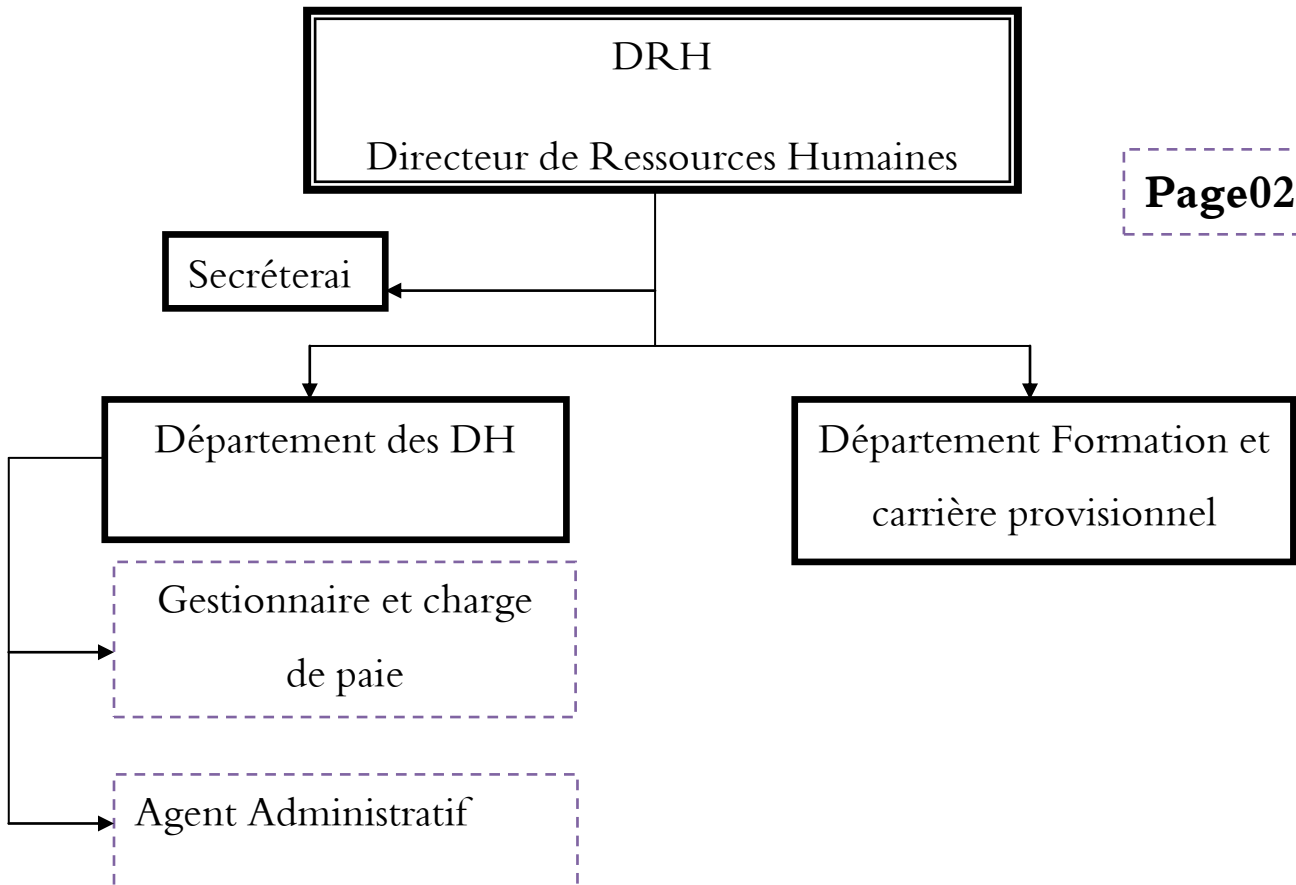 DRH
Directeur de Ressources Humaines
Page02
Secréterai
Département des DH
Département Formation et
carrière provisionnel
Gestionnaire et charge
de paie
Agent Administratif